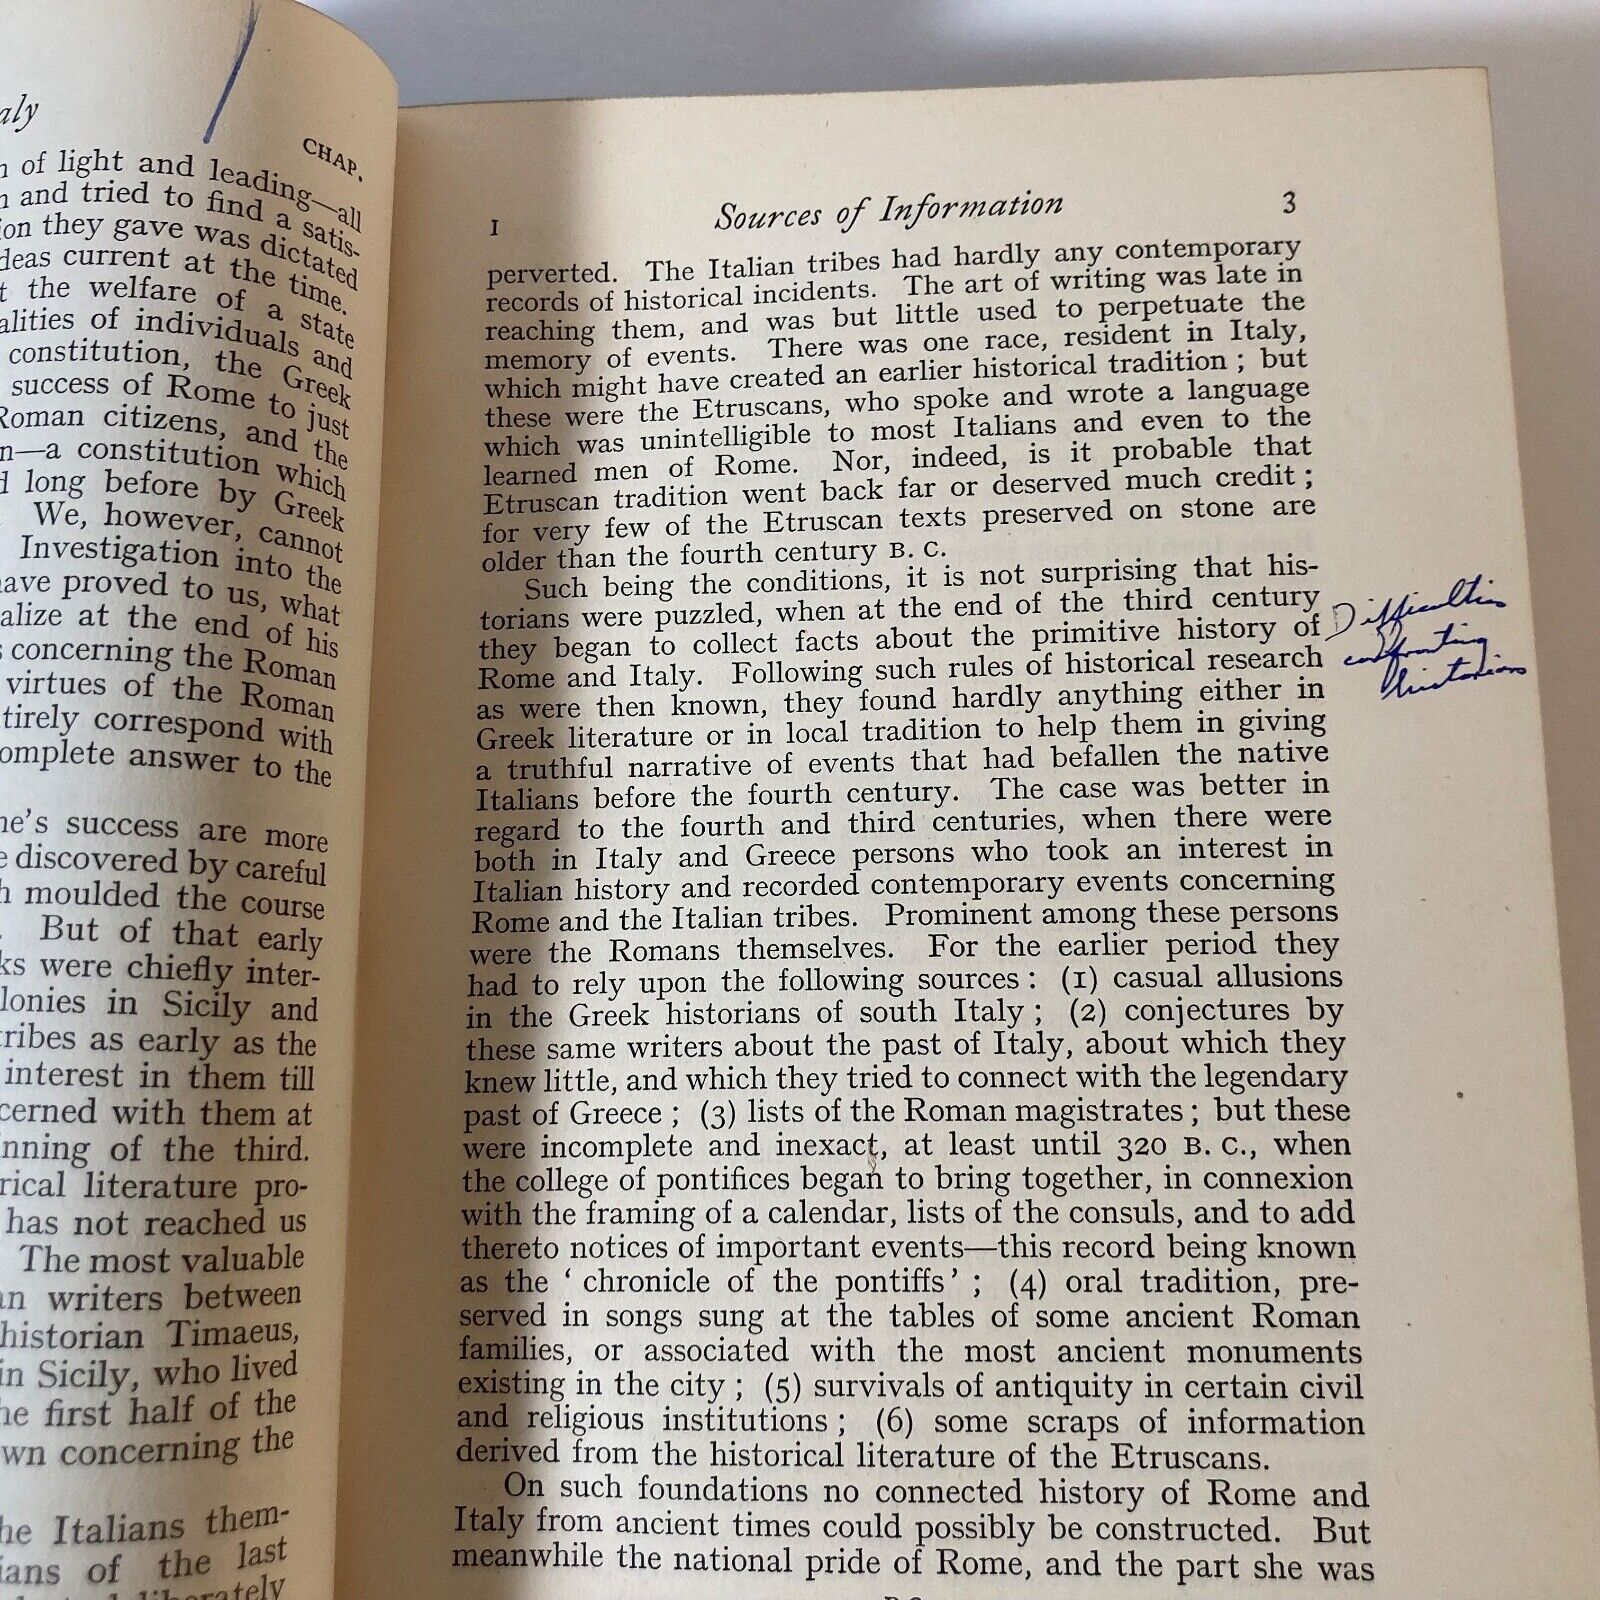 aly
CHAP.
of light and leading—all
and tried to find a satis-
they gave was dictated
current at the time.
the welfare of a state
of individuals and
constitution, the Greek
success of Rome to just
Roman citizens, and the
a constitution which
long before by Greek
We, however, cannot
Investigation into the
have proved to us, what
at the end of his
concerning the Roman
virtues of the Roman
correspond with
answer to the
success are more
discovered by careful
moulded the course
But of that early
were chiefly inter-
in Sicily and
tribes as early as the
interest in them till
with them at
of the third.
literature pro-
has not reached us
The most valuable
writers between
historian Timaeus,
in Sicily, who lived
first half of the
concerning the
Italians them-
of the last
I Sources of Information 3
perverted. The Italian tribes had hardly any contemporary
records of historical incidents. The art of writing was late in
reaching them, and was but little used to perpetuate the
memory of events. There was one race, resident in Italy,
which might have created an earlier historical tradition ; but
these were the Etruscans, who spoke and wrote a language
which was unintelligible to most Italians and even to the
learned men of Rome. Nor, indeed, is it probable that
Etruscan tradition went back far or deserved much credit ;
for very few of the Etruscan texts preserved on stone are
older than the fourth century B. C.
Such being the conditions, it is not surprising that his-
torians were puzzled, when at the end of the third century
they began to collect facts about the primitive history of
Rome and Italy. Following such rules of historical research
as were then known, they found hardly anything either in
Greek literature or in local tradition to help them in giving
a truthful narrative of events that had befallen the native
Italians before the fourth century. The case was better in
regard to the fourth and third centuries, when there were
both in Italy and Greece persons who took an interest in
Italian history and recorded contemporary events concerning
Rome and the Italian tribes. Prominent among these persons
were the Romans themselves. For the earlier period they
had to rely upon the following sources : (1) casual allusions
in the Greek historians of south Italy ; (2) conjectures by
these same writers about the past of Italy, about which they
knew little, and which they tried to connect with the legendary
past of Greece ; (3) lists of the Roman magistrates ; but these
were incomplete and inexact, at least until 320 B. C., when
the college of pontifices began to bring together, in connexion
with the framing of a calendar, lists of the consuls, and to add
thereto notices of important events—this record being known
as the ‘ chronicle of the pontiffs ’ ; (4) oral tradition, pre-
served in songs sung at the tables of some ancient Roman
families, or associated with the most ancient monuments
existing in the city ; (5) survivals of antiquity in certain civil
and religious institutions ; (6) some scraps of information
derived from the historical literature of the Etruscans.
On such foundations no connected history of Rome and
Italy from ancient times could possibly be constructed. But
meanwhile the national pride of Rome, and the part she was
Difficulties
confronting
historians